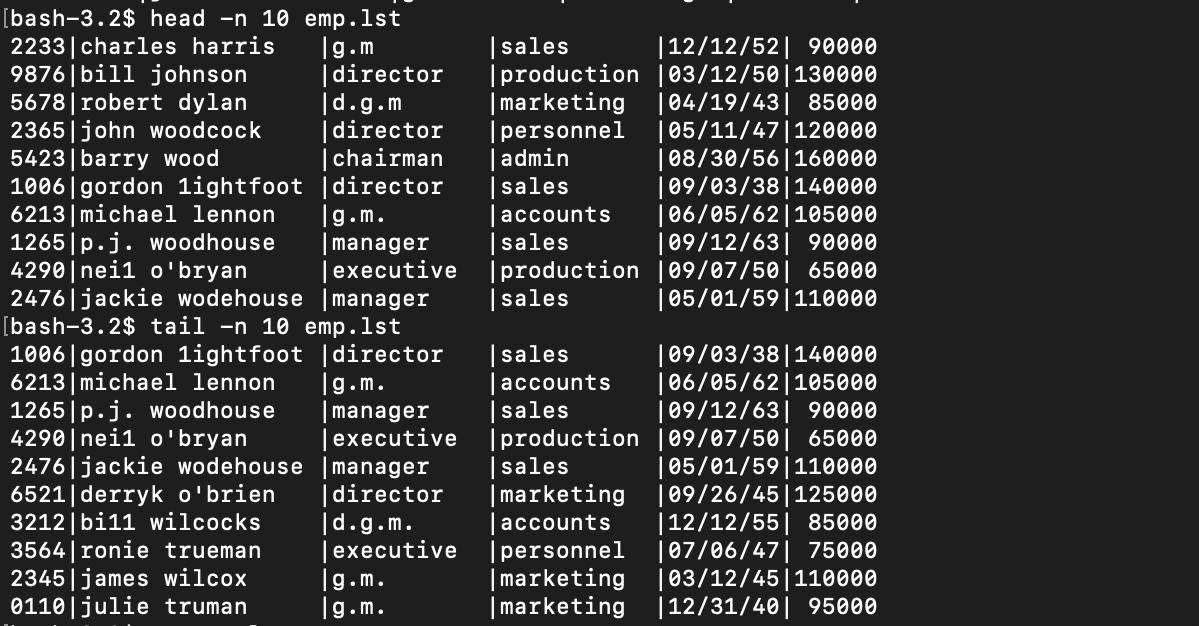 [bash-3.2$ head -n 10 emp.lst
2233|charles harris   |g.m        |sales      |12/12/52| 90000
9876|bill johnson     |director   |production |03/12/50|130000
5678|robert dylan     |d.g.m      |marketing  |04/19/43| 85000
2365|john woodcock    |director   |personnel  |05/11/47|120000
5423|barry wood       |chairman   |admin      |08/30/56|160000
1006|gordon 1ightfoot |director   |sales      |09/03/38|140000
6213|michael lennon   |g.m.       |accounts   |06/05/62|105000
1265|p.j. woodhouse   |manager    |sales      |09/12/63| 90000
4290|nei1 o'bryan     |executive  |production |09/07/50| 65000
2476|jackie wodehouse |manager    |sales      |05/01/59|110000
[bash-3.2$ tail -n 10 emp.lst
1006|gordon 1ightfoot |director   |sales      |09/03/38|140000
6213|michael lennon   |g.m.       |accounts   |06/05/62|105000
1265|p.j. woodhouse   |manager    |sales      |09/12/63| 90000
4290|nei1 o'bryan     |executive  |production |09/07/50| 65000
2476|jackie wodehouse |manager    |sales      |05/01/59|110000
6521|derryk o'brien   |director   |marketing  |09/26/45|125000
3212|bi11 wilcocks    |d.g.m.     |accounts   |12/12/55| 85000
3564|ronie trueman    |executive  |personnel  |07/06/47| 75000
2345|james wilcox     |g.m.       |marketing  |03/12/45|110000
0110|julie truman     |g.m.       |marketing  |12/31/40| 95000